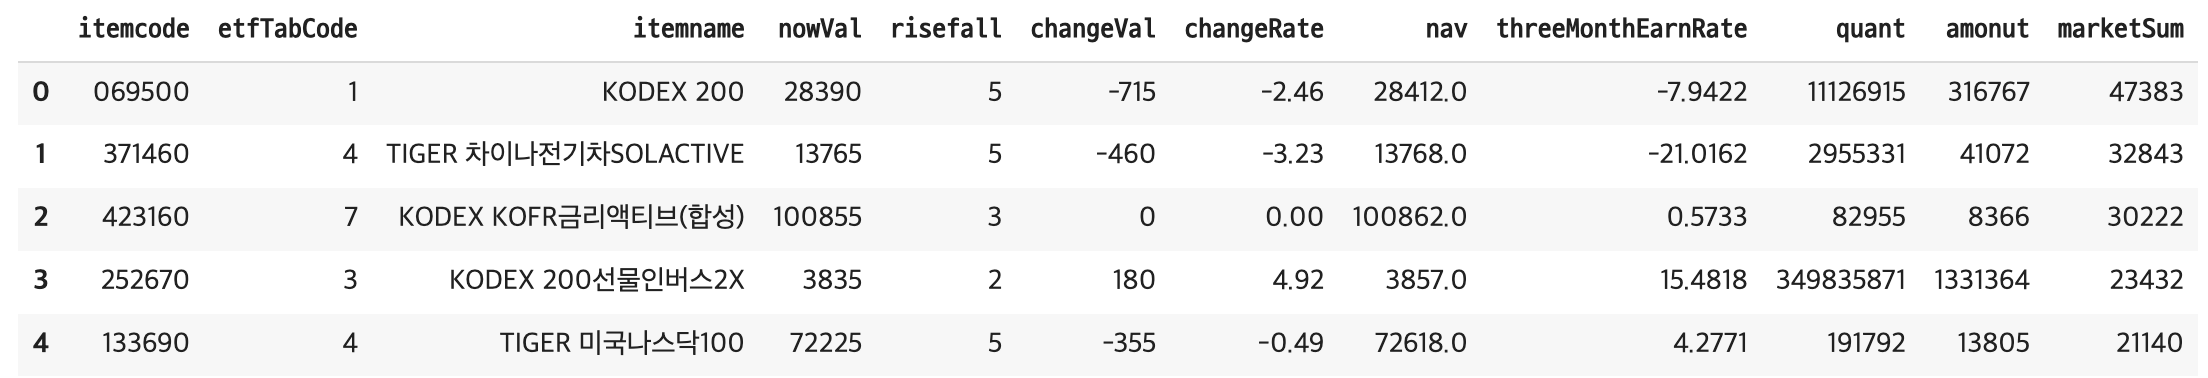 itemcode etfTabCode itemname nowVal risefall changeVal changeRate nav threeMonthEarnRate quant amonut marketSum
0 069500 1 KODEX 200 28390 5 -715 -2.46 28412.0 -7.9422 11126915 316767 47383
1 371460 4 TIGER 차이나전기차SOLACTIVE 13765 5 -460 -3.23 13768.0 -21.0162 2955331 41072 32843
2 423160 7 KODEX KOFR금리액티브(합성) 100855 3 0 0.00 100862.0 0.5733 82955 8366 30222
3 252670 3 KODEX 200선물인버스2X 3835 2 180 4.92 3857.0 15.4818 349835871 1331364 23432
4 133690 4 TIGER 미국나스닥100 72225 5 -355 -0.49 72618.0 4.2771 191792 13805 21140